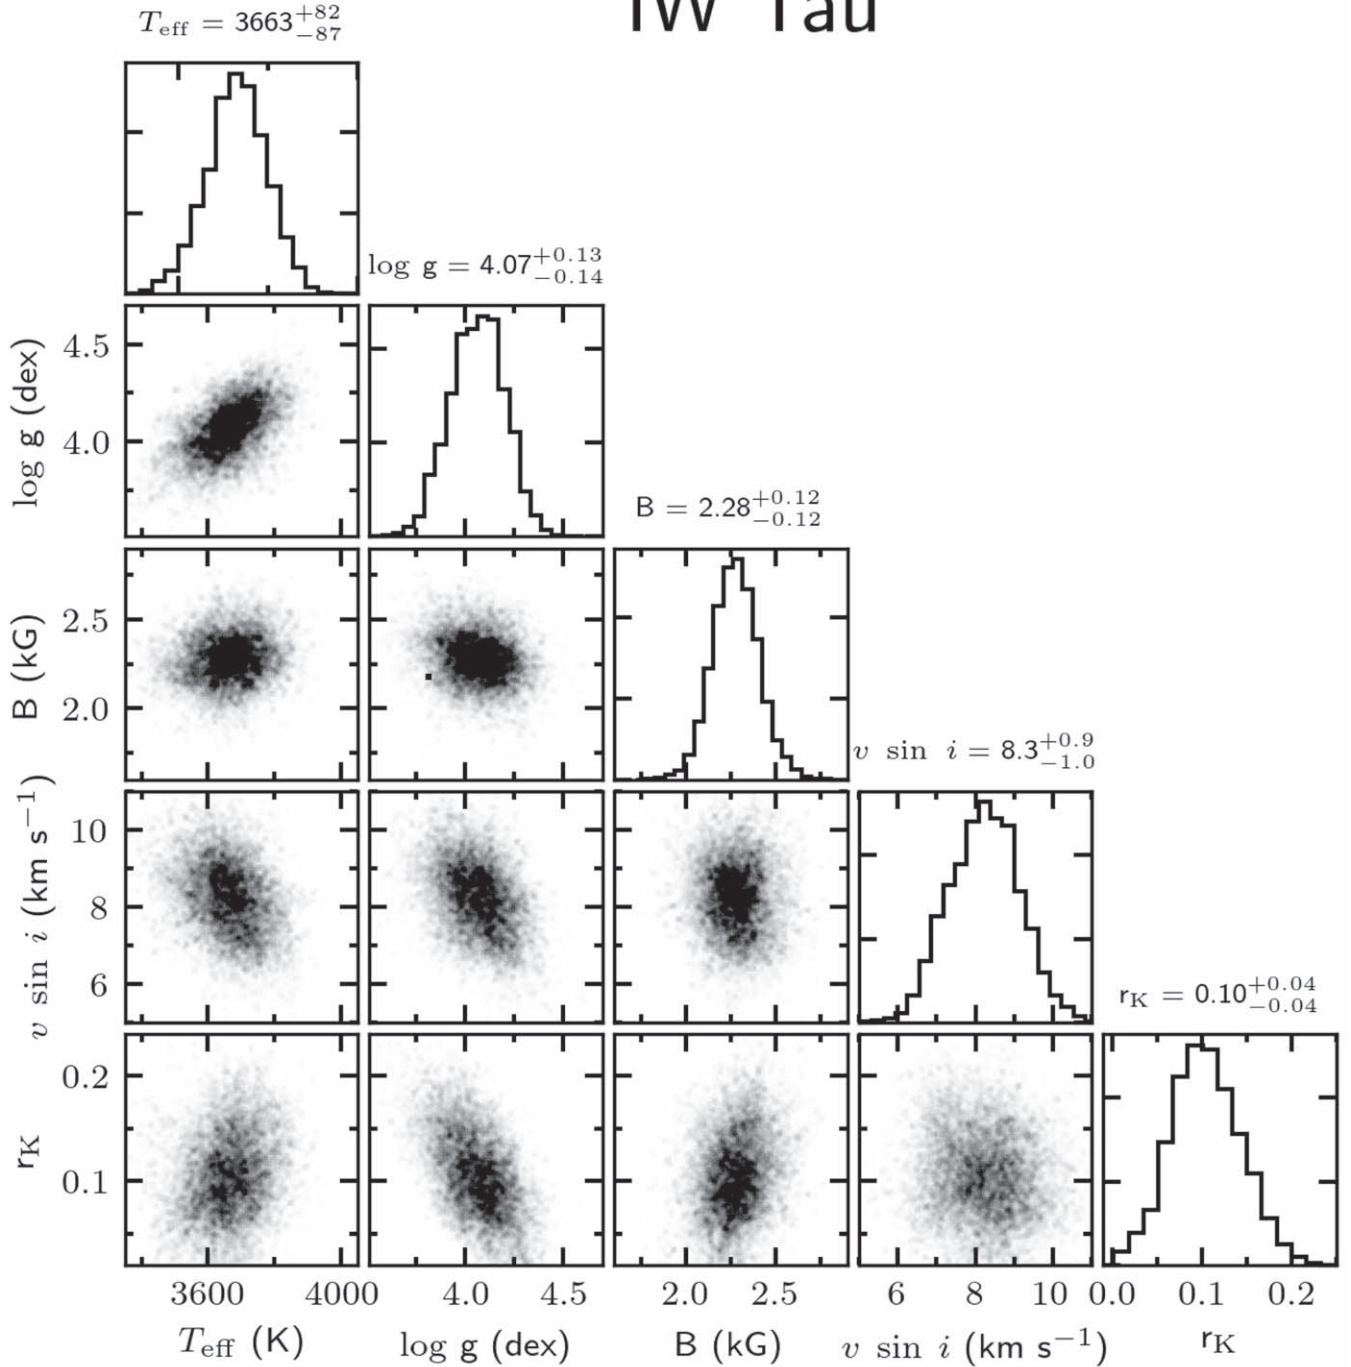 IW Tau
T_eff = 3663 +82 −87
log g = 4.07 +0.13 −0.14
B = 2.28 +0.12 −0.12
v sin i = 8.3 +0.9 −1.0
r_K = 0.10 +0.04 −0.04
log g (dex)
4.5
4.0
B (kG)
2.5
2.0
v sin i (km s⁻¹)
10
8
6
r_K
0.2
0.1
3600 4000 4.0 4.5 2.0 2.5 6 8 10 0.0 0.1 0.2
T_eff (K) log g (dex) B (kG) v sin i (km s⁻¹) r_K